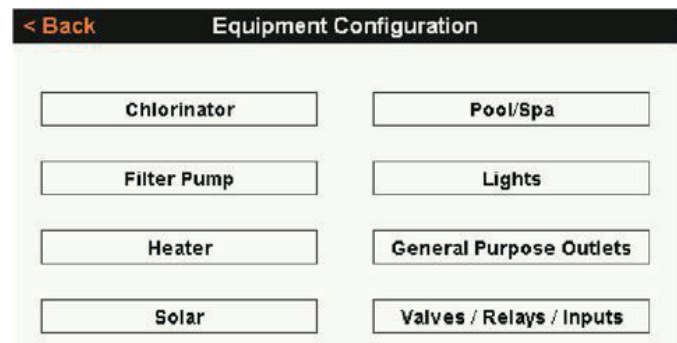 < Back Equipment Configuration
Chlorinator Pool/Spa
Filter Pump Lights
Heater General Purpose Outlets
Solar Valves / Relays / Inputs